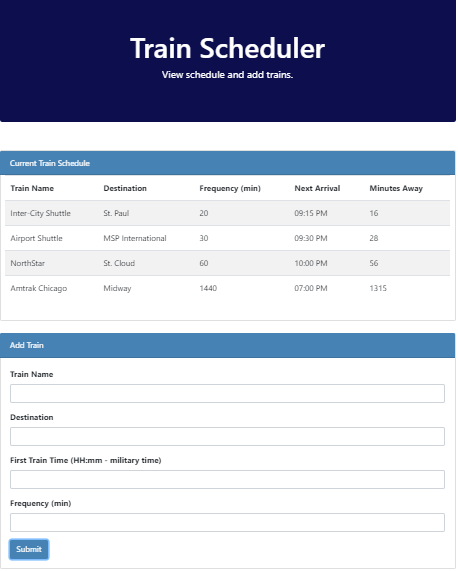 Train Scheduler
View schedule and add trains.
Current Train Schedule
Train Name Destination Frequency (min) Next Arrival Minutes Away
Inter-City Shuttle St. Paul 20 09:15 PM 16
Airport Shuttle MSP International 30 09:30 PM 28
NorthStar St. Cloud 60 10:00 PM 56
Amtrak Chicago Midway 1440 07:00 PM 1315
Add Train
Train Name
Destination
First Train Time (HH:mm - military time)
Frequency (min)
Submit